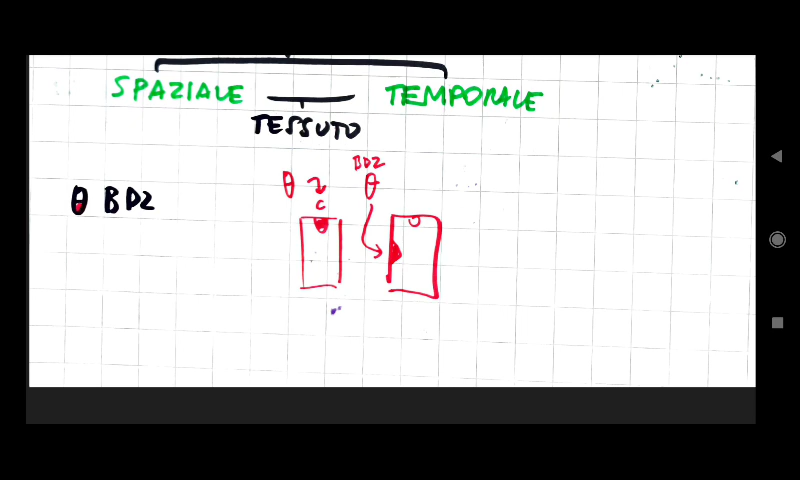 SPAZIALE TEMPORALE
TESSUTO
θ BDZ
θ
c
BDZ
θ